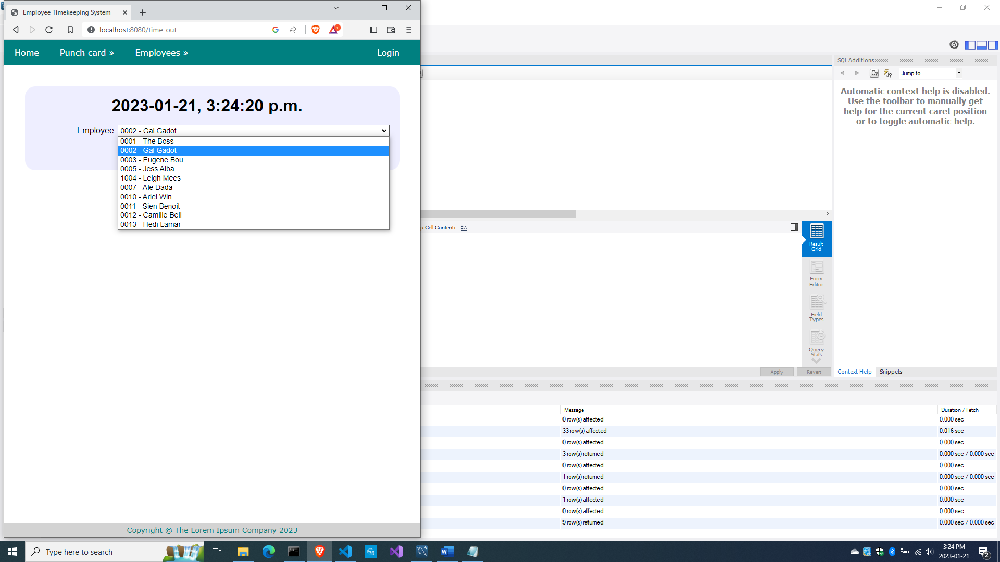 Employee Timekeeping System
localhost:8080/time_out
1
Home
Punch card »
Employees »
Login
2023-01-21, 3:24:20 p.m.
Employee:
0002 - Gal Gadot
0001 - The Boss
0002 - Gal Gadot
0003 - Eugene Bou
0005 - Jess Alba
1004 - Leigh Mees
0007 - Ale Dada
0010 - Ariel Win
0011 - Sien Benoit
0012 - Camille Bell
0013 - Hedi Lamar
Copyright © The Lorem Ipsum Company 2023
SQLAdditions
Jump to
Automatic context help is disabled.
Use the toolbar to manually get
help for the current caret position
or to toggle automatic help.
p Cell Content:
Result
Grid
Form
Editor
Field
Types
Query
Stats
Apply
Revert
Context Help
Snippets
Message
Duration / Fetch
0 row(s) affected
0.000 sec
33 row(s) affected
0.016 sec
0 row(s) affected
0.000 sec
3 row(s) returned
0.000 sec / 0.000 sec
0 row(s) affected
0.000 sec
1 row(s) returned
0.000 sec / 0.000 sec
0 row(s) affected
0.000 sec
1 row(s) affected
0.000 sec
0 row(s) affected
0.000 sec
9 row(s) returned
0.000 sec / 0.000 sec
Type here to search
3:24 PM
2023-01-21
2